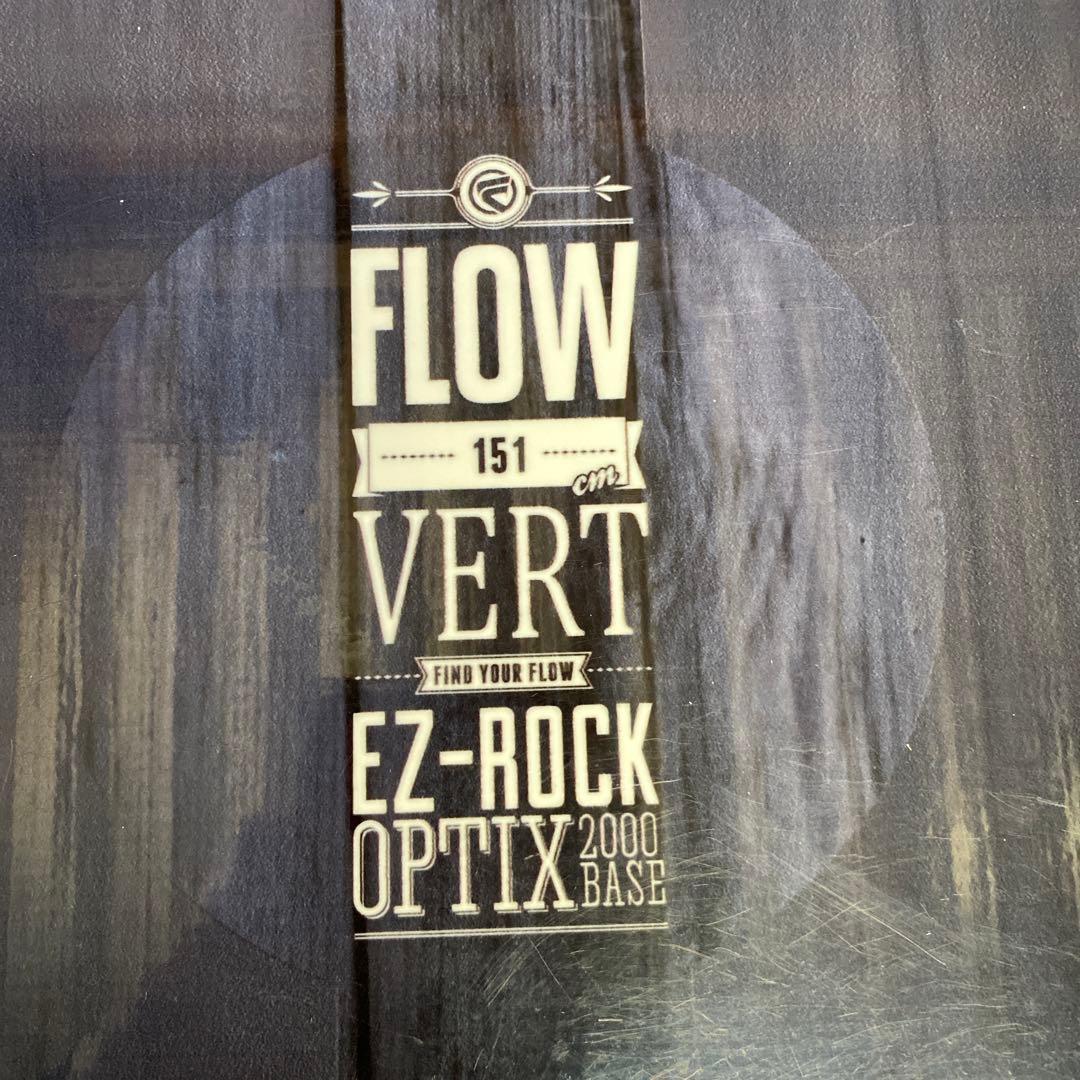 FLOW
151 cm
VERT
FIND YOUR FLOW
EZ-ROCK
OPTIX 2000 BASE